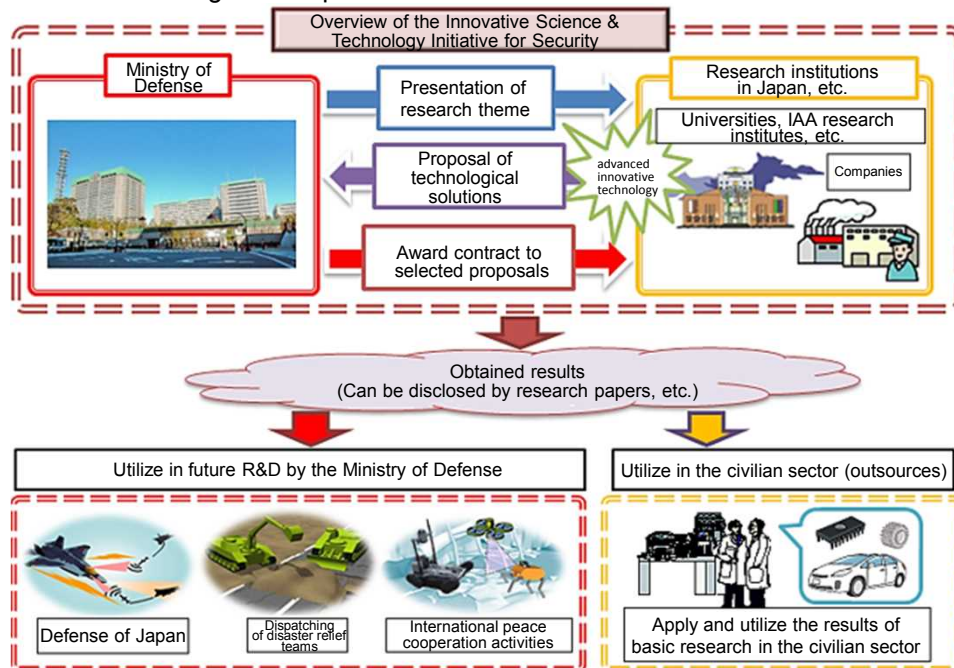 Overview of the Innovative Science &
Technology Initiative for Security
Ministry of
Defense
Presentation of
research theme
Research institutions
in Japan, etc.
Universities, IAA research
institutes, etc.
Proposal of
technological
solutions
advanced
innovative
technology
Companies
Award contract to
selected proposals
Obtained results
(Can be disclosed by research papers, etc.)
Utilize in future R&D by the Ministry of Defense
Utilize in the civilian sector (outsources)
Defense of Japan
Dispatching
of disaster relief
teams
International peace
cooperation activities
Apply and utilize the results of
basic research in the civilian sector